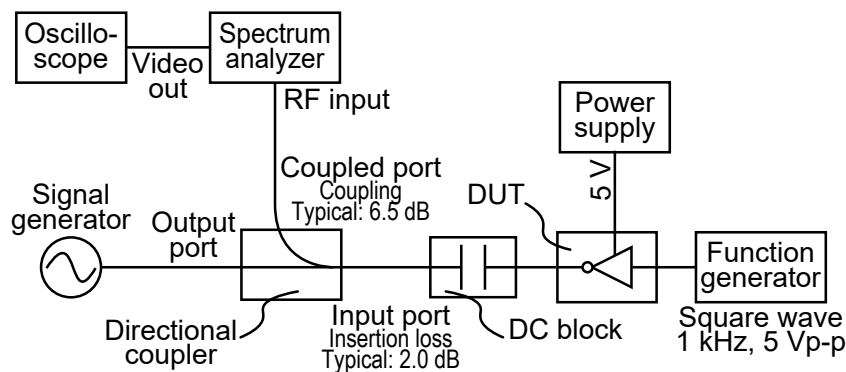 Oscillo-
scope
Video
out
Spectrum
analyzer
RF input
Power
supply
5 V
Coupled port
Coupling
Typical: 6.5 dB
DUT
Signal
generator
Output
port
Function
generator
Square wave
1 kHz, 5 Vp-p
Directional
coupler
Input port
Insertion loss
Typical: 2.0 dB
DC block